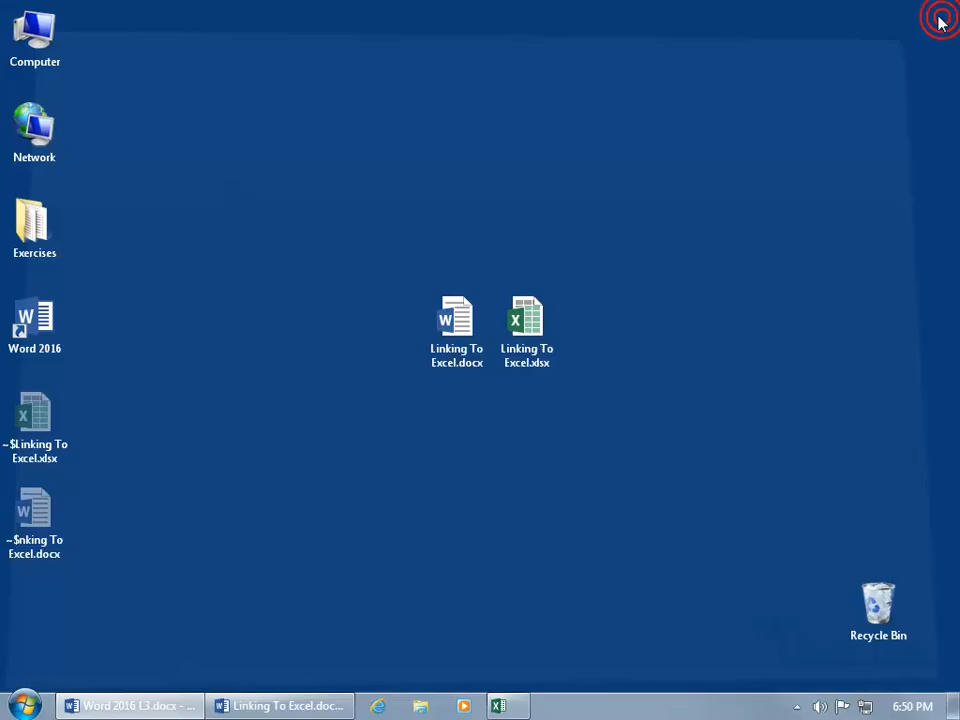 Computer
Network
Exercises
Word 2016
~$Linking To
Excel.xlsx
~$nking To
Excel.docx
Linking To
Excel.docx
Linking To
Excel.xlsx
Recycle Bin
Word 2016 L3.docx - ...
Linking To Excel.doc...
6:50 PM